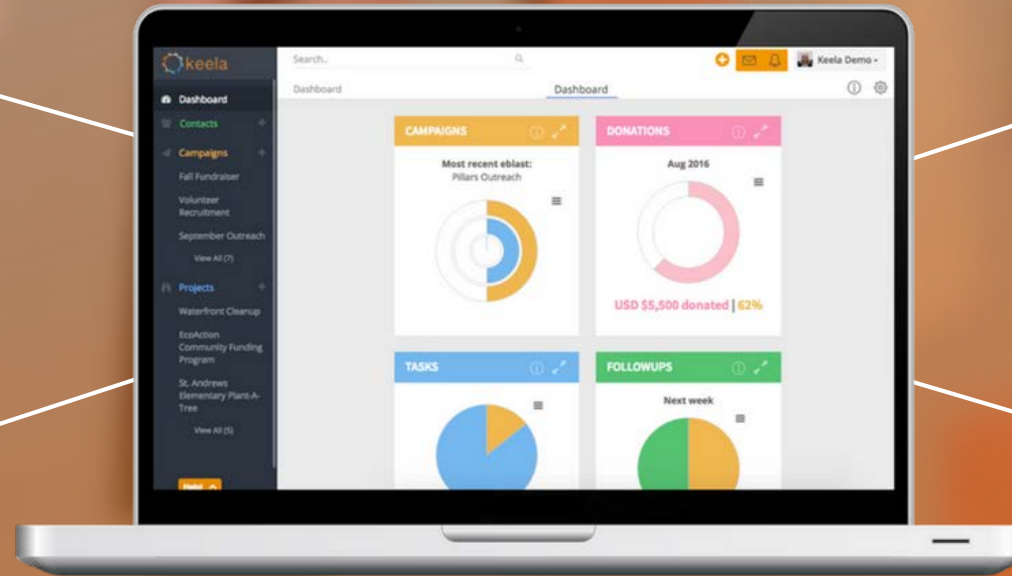 keela
Search..
Keela Demo
Dashboard
Dashboard
Dashboard
Contacts
Campaigns
Fall Fundraiser
Volunteer
Recruitment
September Outreach
View All (7)
Projects
Waterfront Cleanup
EcoAction
Community Funding
Program
St. Andrews
Elementary Plant-A-
Tree
View All (5)
CAMPAIGNS
Most recent eblast:
Pillars Outreach
DONATIONS
Aug 2016
USD $5,500 donated | 62%
TASKS
FOLLOWUPS
Next week